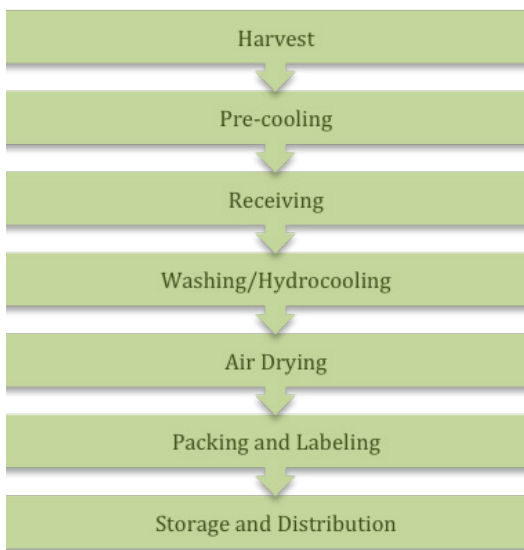 Harvest
Pre-cooling
Receiving
Washing/Hydrocooling
Air Drying
Packing and Labeling
Storage and Distribution